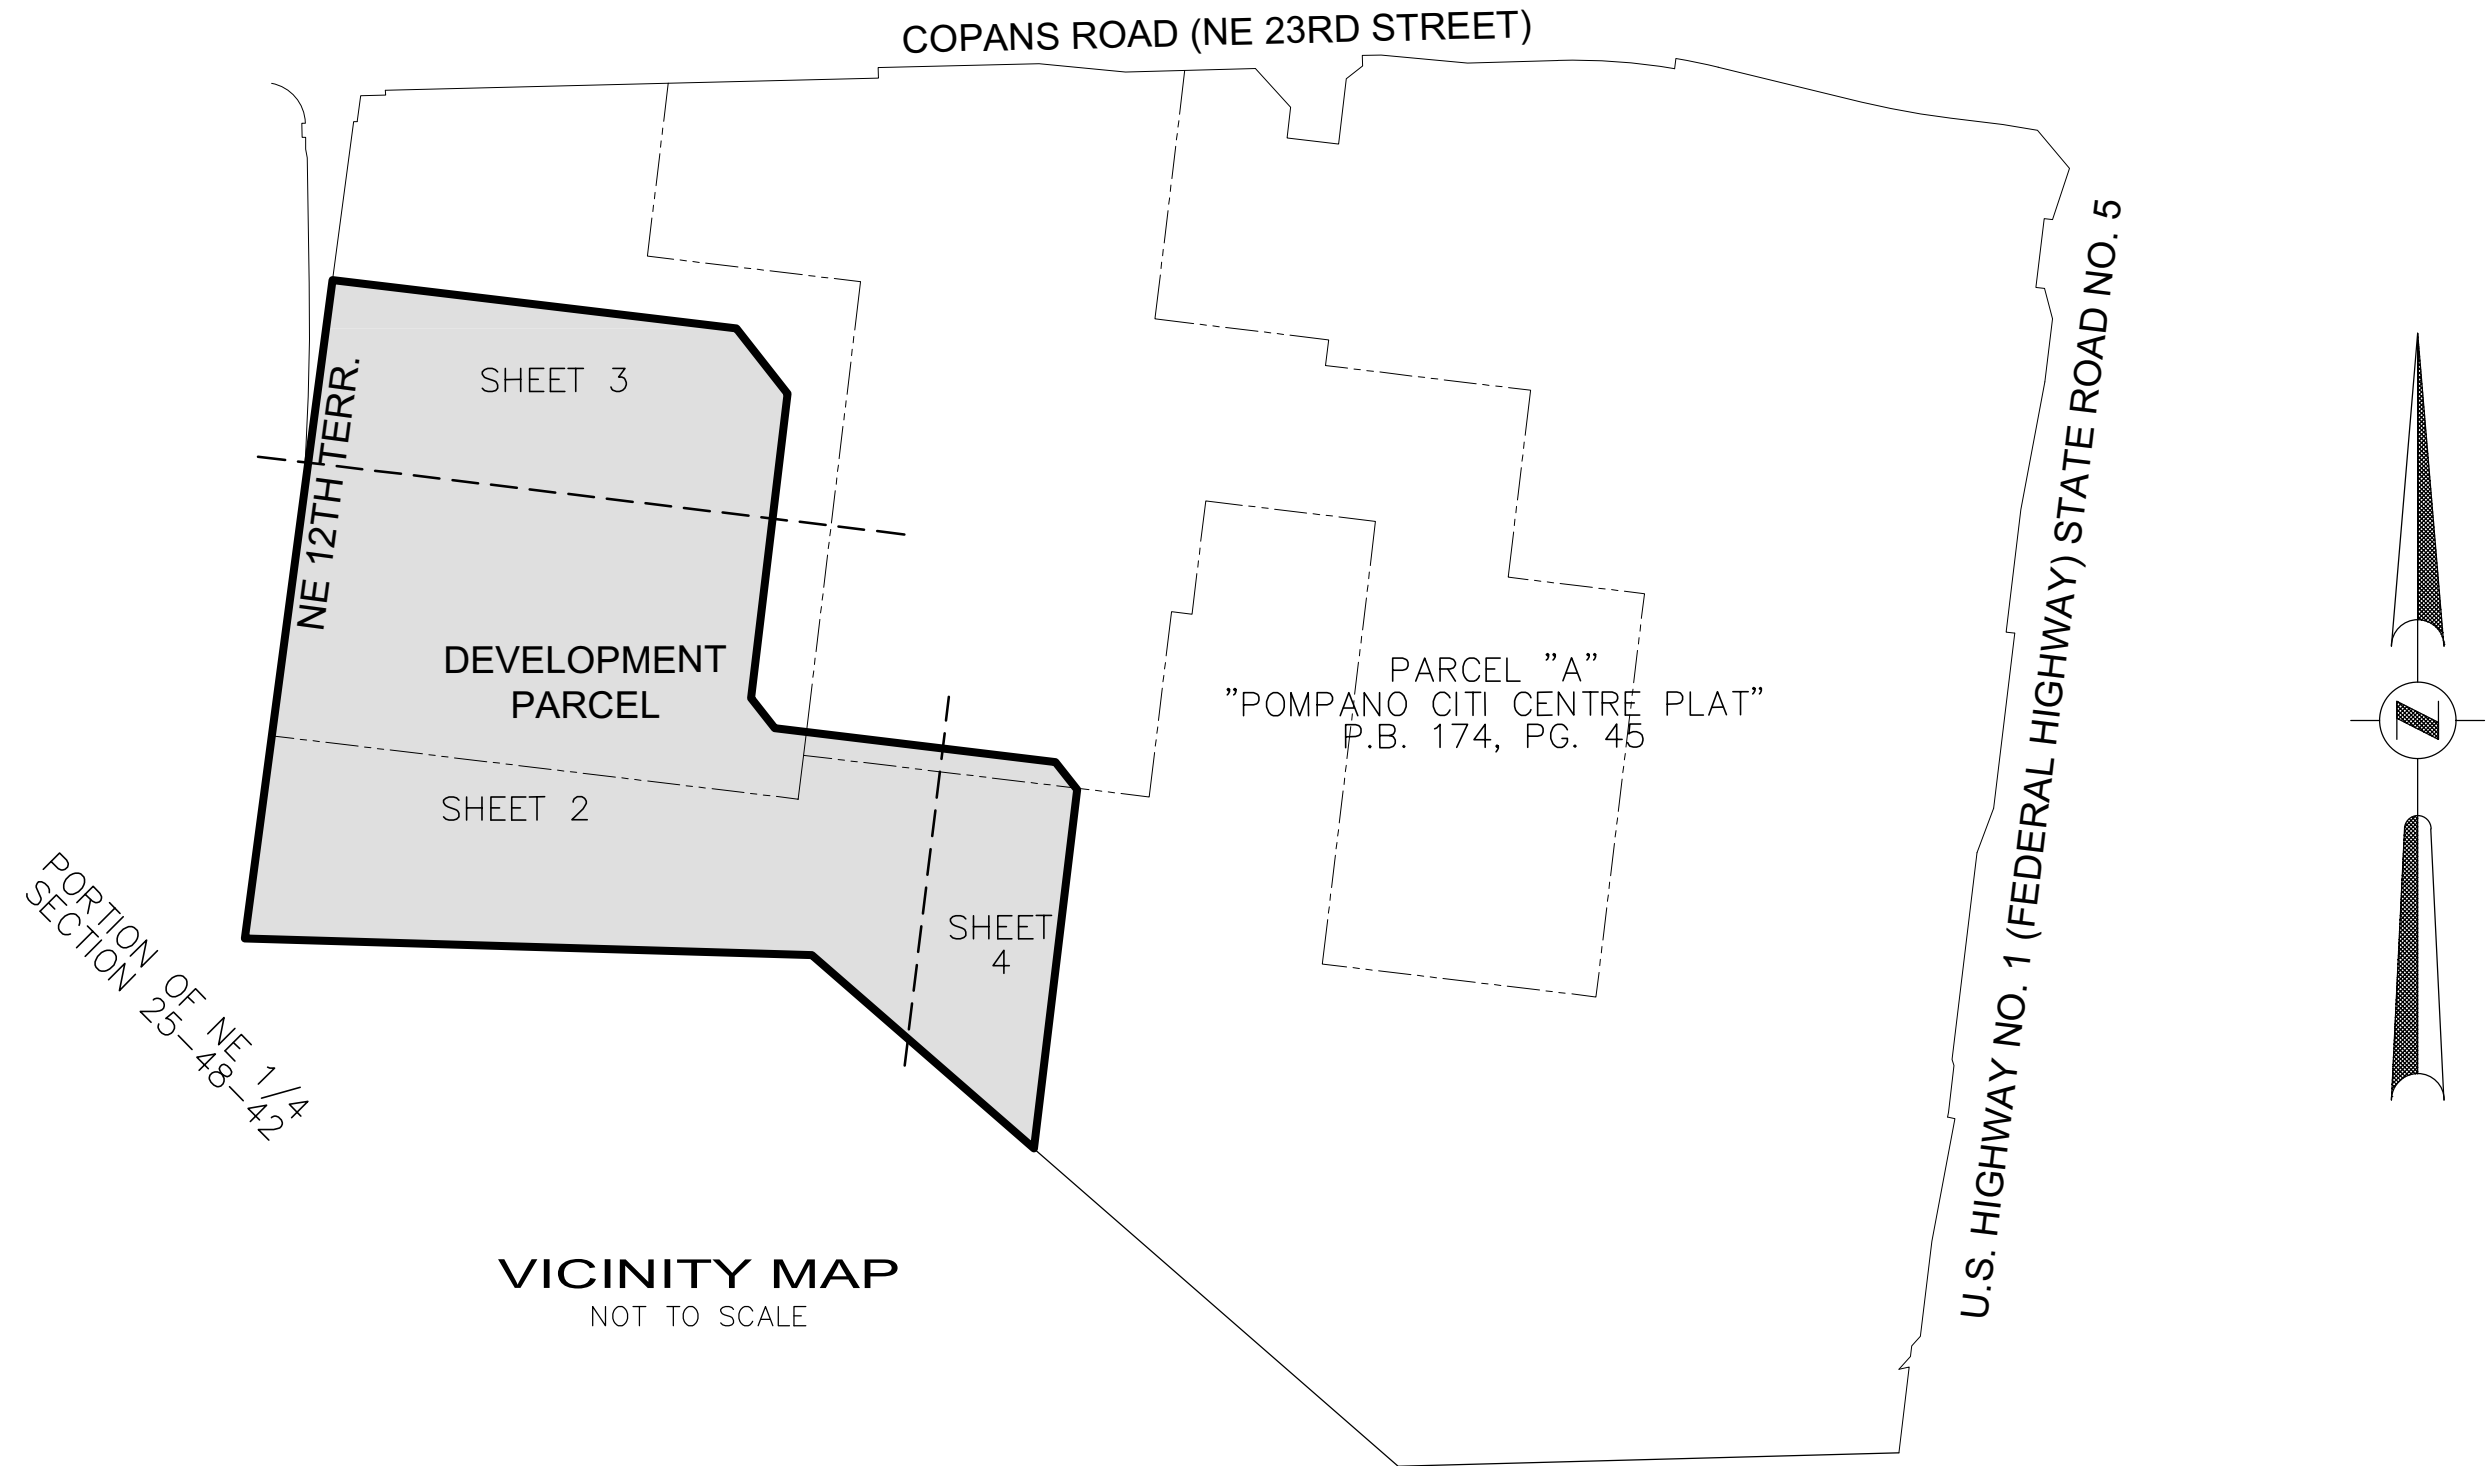 COPANS ROAD (NE 23RD STREET)
SHEET 3
NE 12TH TERR.
DEVELOPMENT
PARCEL
SHEET 2
SHEET
4
PARCEL "A"
"POMPANO CITI CENTRE PLAT"
P.B. 174, PG. 45
U.S. HIGHWAY NO. 1 (FEDERAL HIGHWAY) STATE ROAD NO. 5
N
PORTION OF NE 1/4
SECTION 25-48-42
VICINITY MAP
NOT TO SCALE